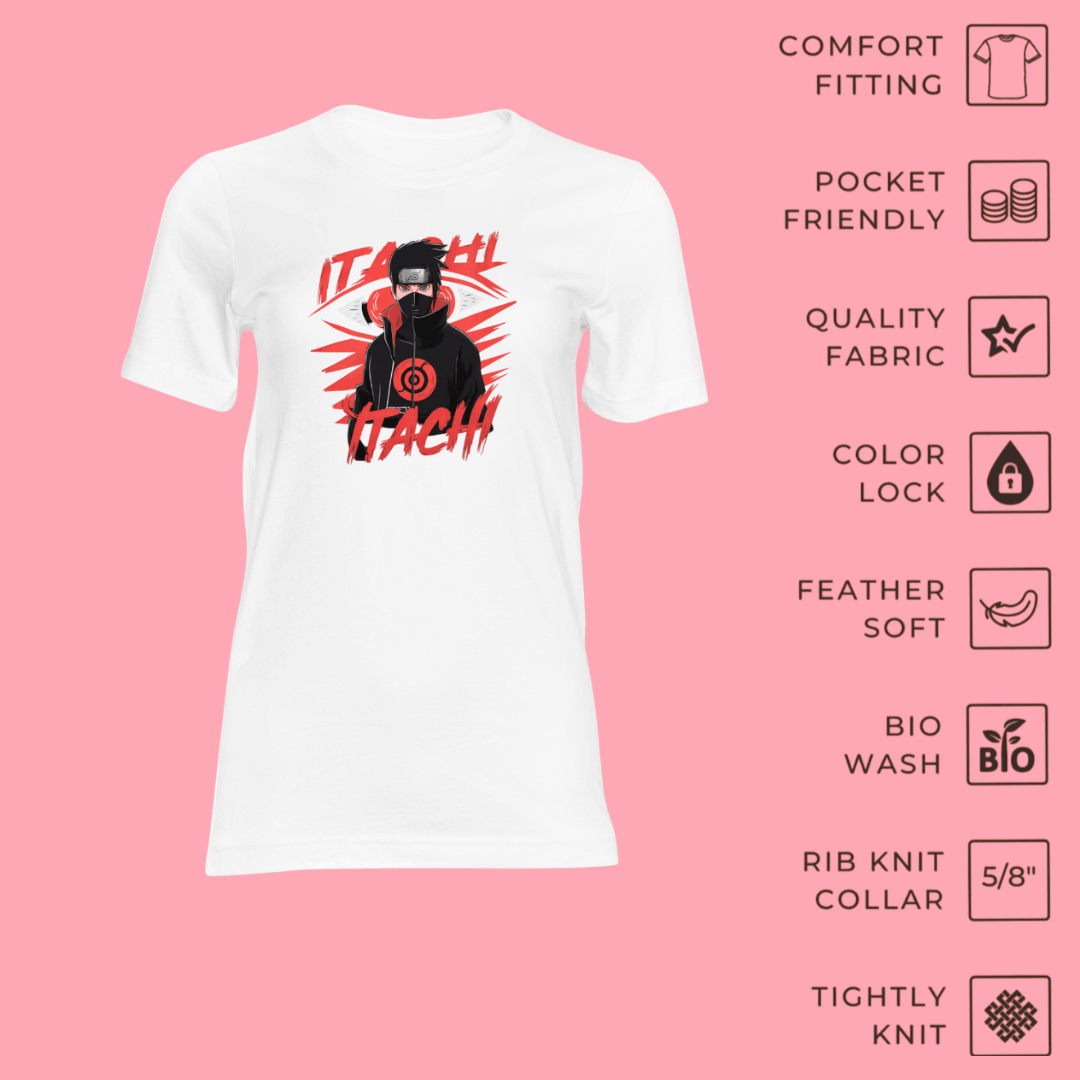 ITACHI
ITACHI
COMFORT
FITTING
POCKET
FRIENDLY
QUALITY
FABRIC
COLOR
LOCK
FEATHER
SOFT
BIO
WASH
BIO
RIB KNIT
COLLAR
5/8"
TIGHTLY
KNIT